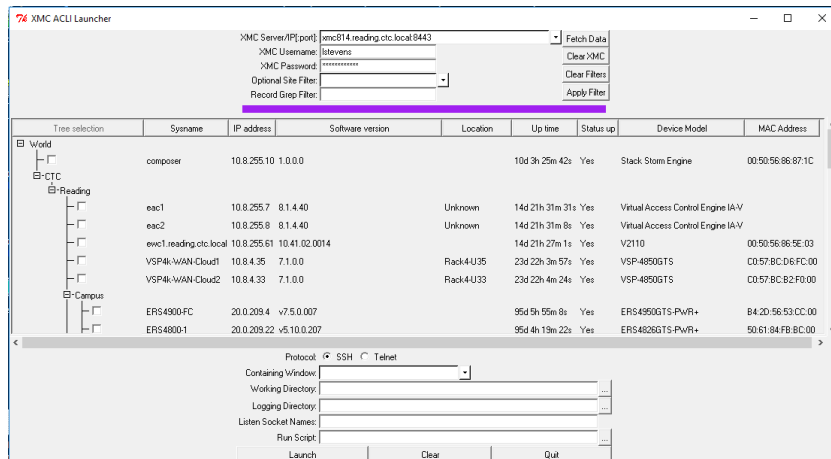 XMC ACLI Launcher
XMC Server/IP[:port]: xmc814.reading.ctc.local:8443 Fetch Data
XMC Username: lstevens Clear XMC
XMC Password: ************
Optional Site Filter: Clear Filters
Record Grep Filter: Apply Filter
Tree selection Sysname IP address Software version Location Up time Status up Device Model MAC Address
World
composer 10.8.255.10 1.0.0.0 10d 3h 25m 42s Yes Stack Storm Engine 00:50:56:86:87:1C
CTC
Reading
eac1 10.8.255.7 8.1.4.40 Unknown 14d 21h 31m 31s Yes Virtual Access Control Engine IA-V
eac2 10.8.255.8 8.1.4.40 Unknown 14d 21h 31m 8s Yes Virtual Access Control Engine IA-V
ewc1.reading.ctc.local 10.8.255.61 10.41.02.0014 14d 21h 27m 1s Yes V2110 00:50:56:86:5E:03
VSP4k-WAN-Cloud1 10.8.4.35 7.1.0.0 Rack4-U35 23d 22h 3m 57s Yes VSP-4850GTS C0:57:BC:D6:FC:00
VSP4k-WAN-Cloud2 10.8.4.33 7.1.0.0 Rack4-U33 23d 22h 4m 24s Yes VSP-4850GTS C0:57:BC:B2:F0:00
Campus
ERS4900-FC 20.0.209.4 v7.5.0.007 95d 5h 55m 8s Yes ERS4950GTS-PWR+ B4:2D:56:53:CC:00
ERS4800-1 20.0.209.22 v5.10.0.207 95d 4h 19m 22s Yes ERS4826GTS-PWR+ 50:61:84:FB:BC:00
Protocol: SSH Telnet
Containing Window:
Working Directory: ...
Logging Directory: ...
Listen Socket Names:
Run Script: ...
Launch Clear Quit